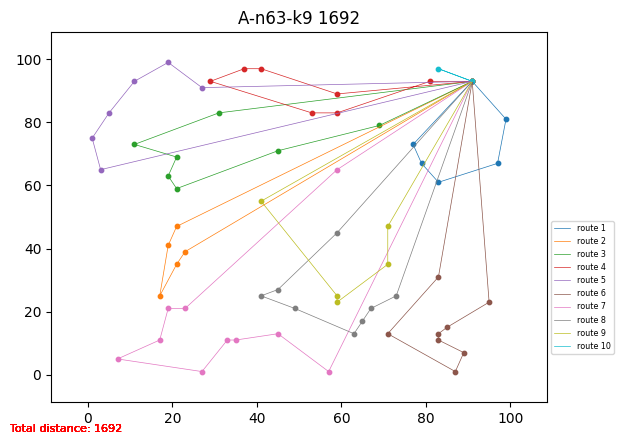 A-n63-k9 1692
100
80
60
40
20
0
0 20 40 60 80 100
route 1
route 2
route 3
route 4
route 5
route 6
route 7
route 8
route 9
route 10
Total distance: 1692